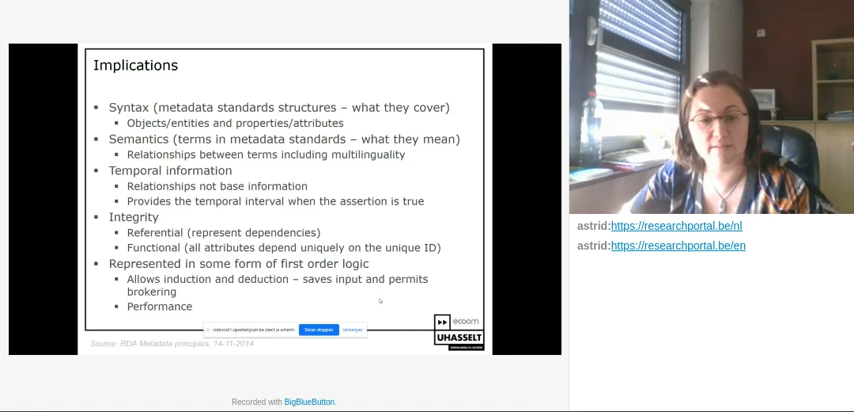 Implications
▪ Syntax (metadata standards structures – what they cover)
▪ Objects/entities and properties/attributes
▪ Semantics (terms in metadata standards – what they mean)
▪ Relationships between terms including multilinguality
▪ Temporal information
▪ Relationships not base information
▪ Provides the temporal interval when the assertion is true
▪ Integrity
▪ Referential (represent dependencies)
▪ Functional (all attributes depend uniquely on the unique ID)
▪ Represented in some form of first order logic
▪ Allows induction and deduction – saves input and permits
brokering
▪ Performance
Delen stoppen
Verbergen
Source: RDA Metadata principles, 14-11-2014
ecoom
UHASSELT
Recorded with BigBlueButton.
astrid:https://researchportal.be/nl
astrid:https://researchportal.be/en